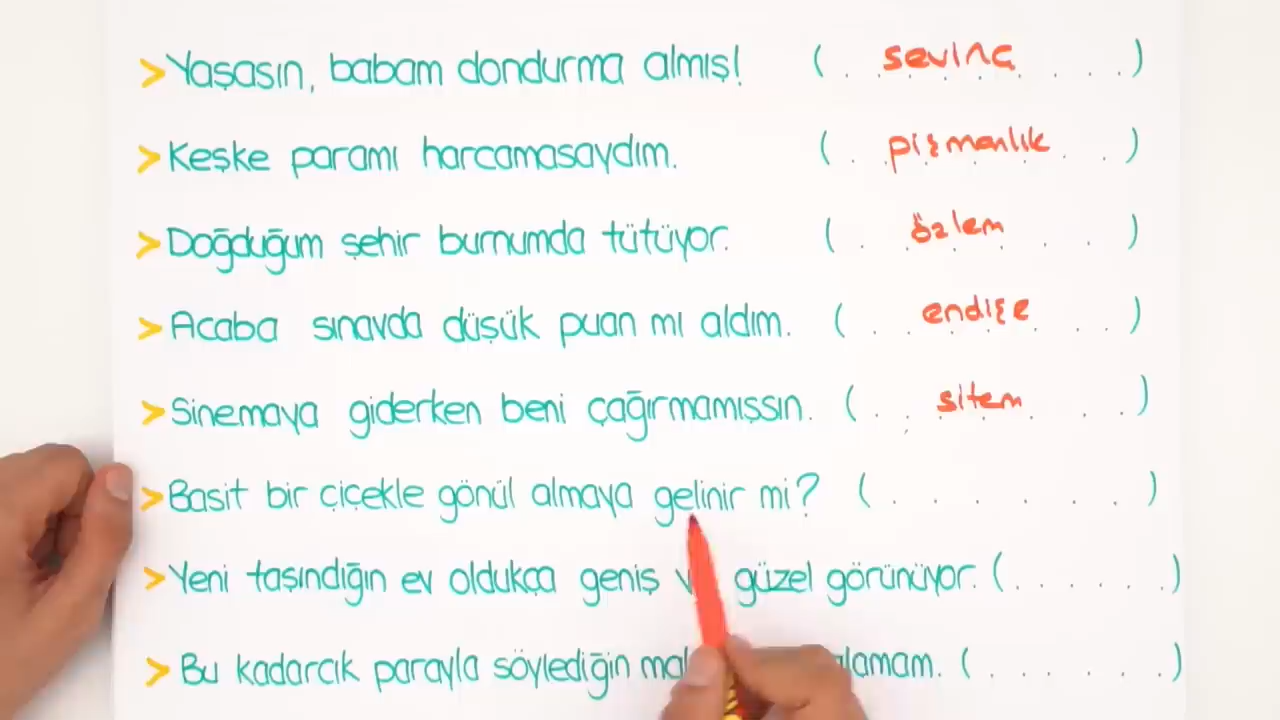 > Yaşasın, babam dondurma almış! ( . sevinç . . . )
> Keşke paramı harcamasaydım. ( . pişmanlık . . )
> Doğduğum şehir burnumda tütüyor. ( . özlem . . )
> Acaba sınavda düşük puan mı aldım. ( . . endişe . . )
> Sinemaya giderken beni çağırmamışsın. ( . . sitem . . . )
> Basit bir çiçekle gönül almaya gelinir mi? ( . . . . . . )
> Yeni taşındığın ev oldukça geniş güzel görünüyor. ( . . . . . . )
> Bu kadarcık parayla söylediğin ( . . . . . . )